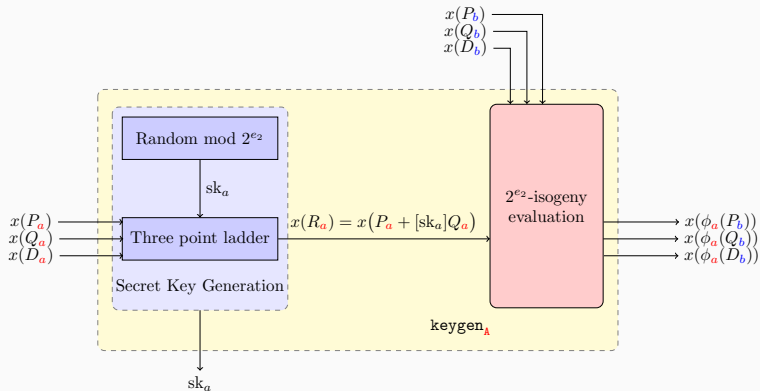 x(P_b)
x(Q_b)
x(D_b)
Random mod 2^{e_2}
sk_a
x(P_a)
x(Q_a)
x(D_a)
Three point ladder
x(R_a) = x(P_a + [sk_a]Q_a)
2^{e_2}-isogeny
evaluation
x(ϕ_a(P_b))
x(ϕ_a(Q_b))
x(ϕ_a(D_b))
Secret Key Generation
keygen_A
sk_a